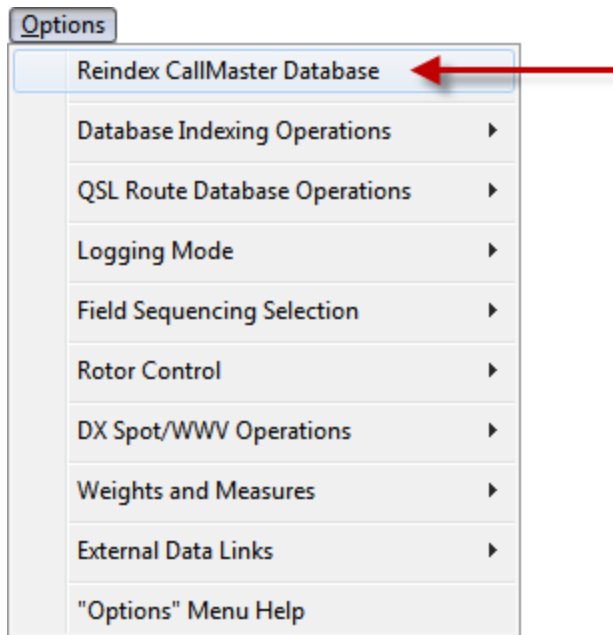 Options
Reindex CallMaster Database
Database Indexing Operations
QSL Route Database Operations
Logging Mode
Field Sequencing Selection
Rotor Control
DX Spot/WWV Operations
Weights and Measures
External Data Links
"Options" Menu Help